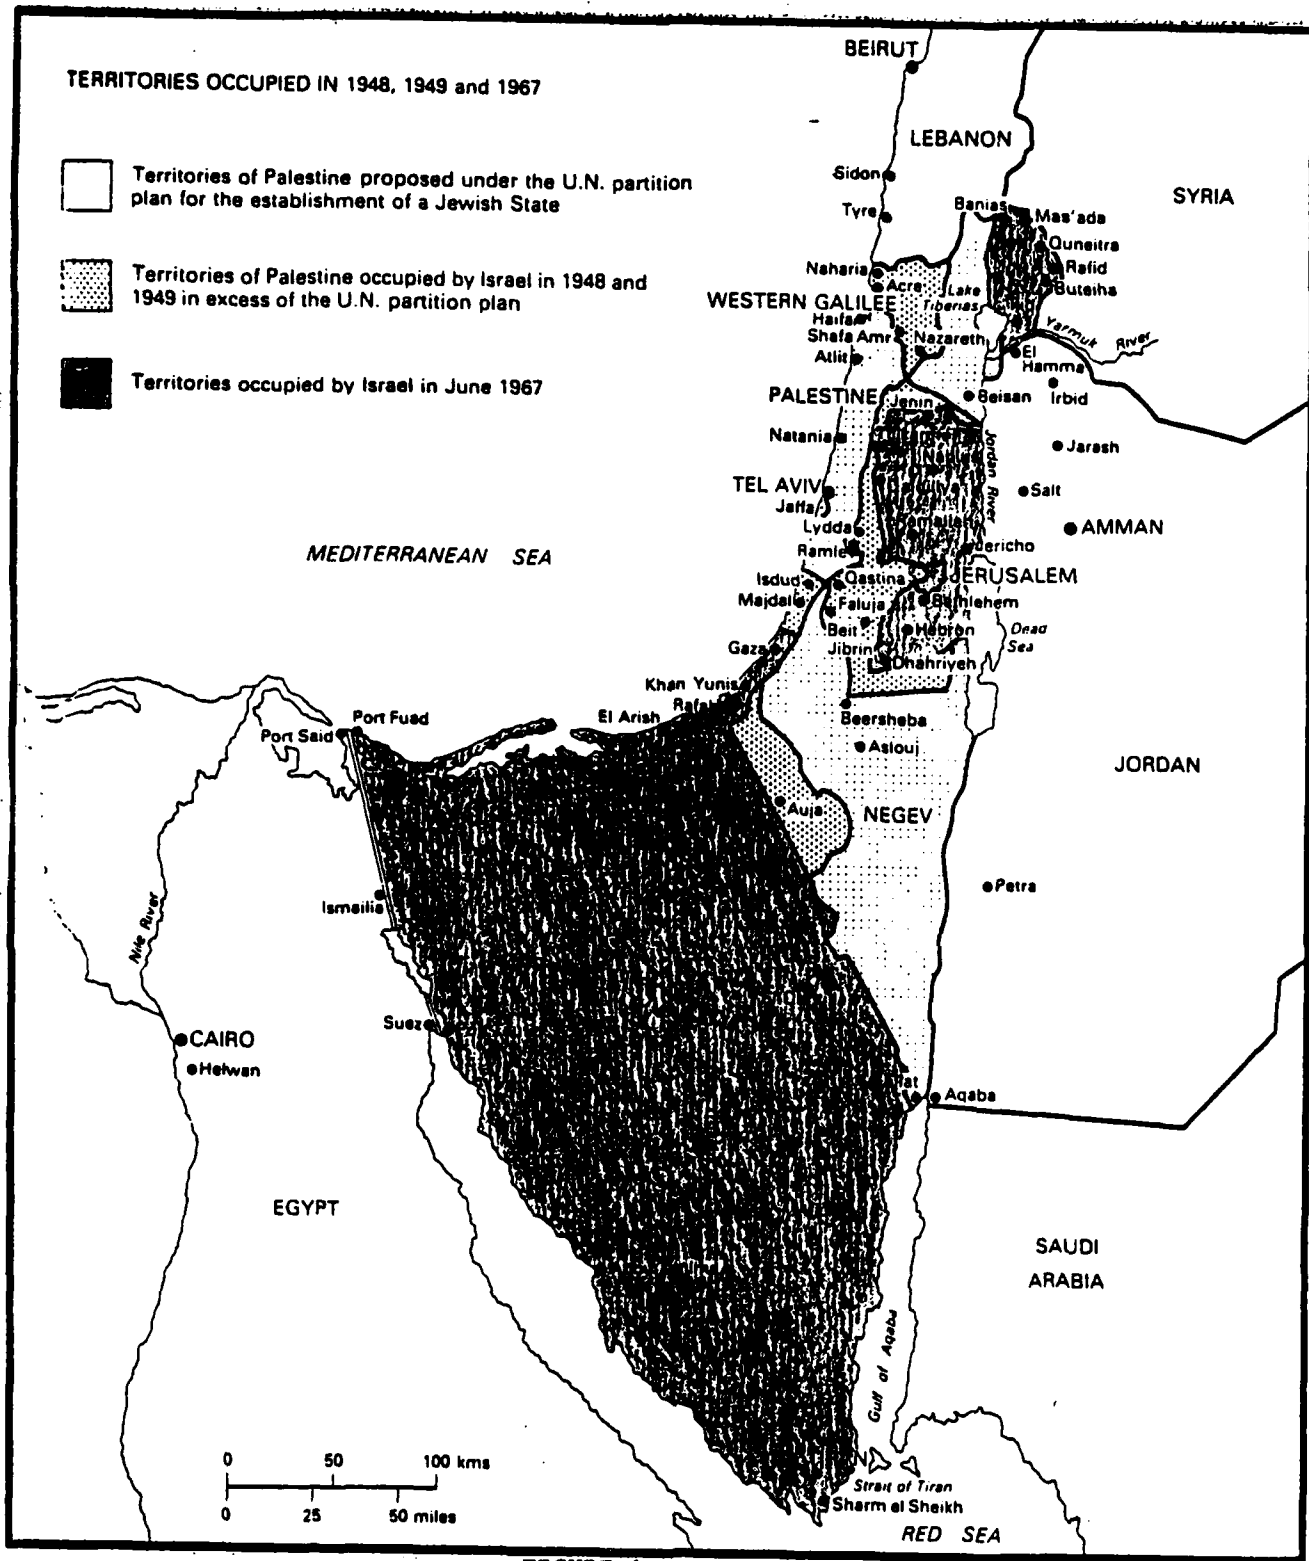 TERRITORIES OCCUPIED IN 1948, 1949 and 1967
Territories of Palestine proposed under the U.N. partition
plan for the establishment of a Jewish State
Territories of Palestine occupied by Israel in 1948 and
1949 in excess of the U.N. partition plan
Territories occupied by Israel in June 1967
BEIRUT
LEBANON
Sidon
SYRIA
Tyre
Banias
Mas'ada
Quneitra
Naharia
Rafid
Acre
Lake
Tiberias
Buteiha
WESTERN GALILEE
Haifa
Shafa Amr
Nazareth
Yarmuk River
Atlit
El
Hamma
PALESTINE
Jenin
Beisan
Irbid
Natania
Jordan River
Jarash
TEL AVIV
Salt
Jaffa
Lydda
AMMAN
Ramle
Jericho
MEDITERRANEAN SEA
Isdud
Qastina
JERUSALEM
Majdal
Faluja
Bethlehem
Beit
Jibrin
Hebron
Dead
Sea
Gaza
Dhahriyeh
Khan Yunis
Rafah
El Arish
Port Fuad
Port Said
Beersheba
Aslouj
JORDAN
Auja
NEGEV
Petra
Ismailia
Nile River
Suez
CAIRO
Helwan
Aqaba
EGYPT
SAUDI
ARABIA
Gulf of Aqaba
0 50 100 kms
0 25 50 miles
Strait of Tiran
Sharm el Sheikh
RED SEA